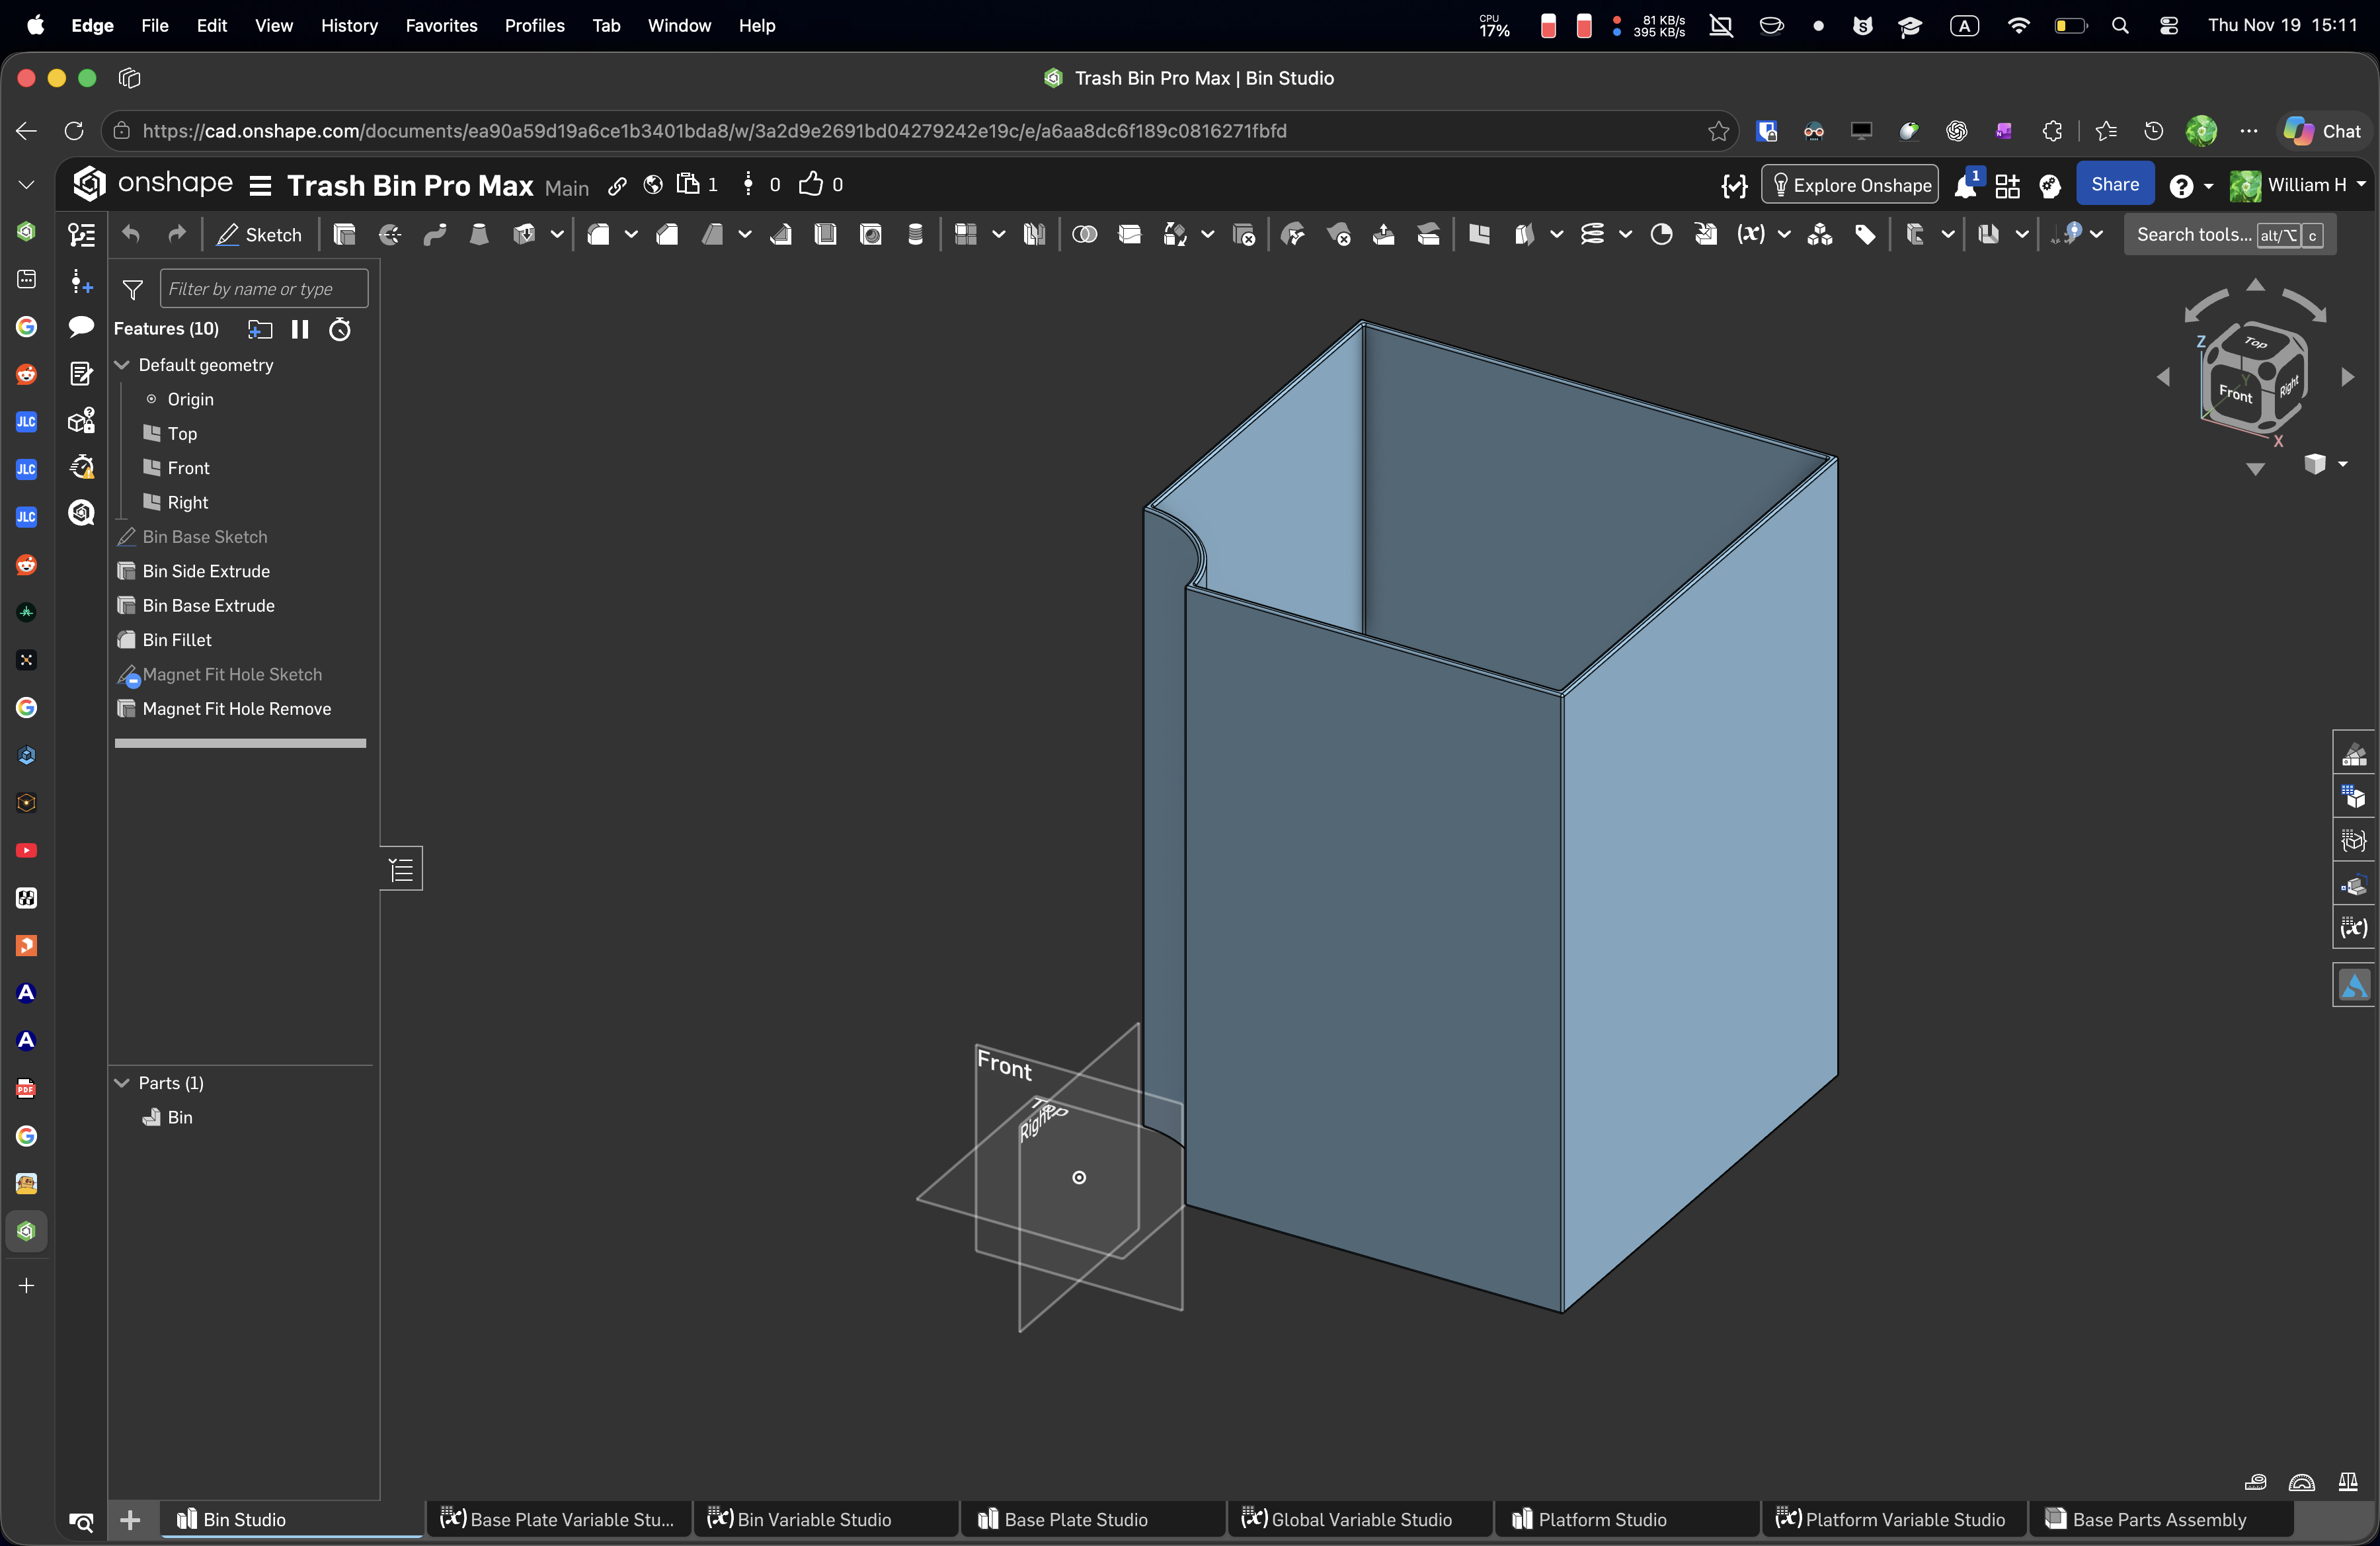 Edge File Edit View History Favorites Profiles Tab Window Help
CPU 17% 81 KB/s 395 KB/s A Thu Nov 19 15:11
Trash Bin Pro Max | Bin Studio
https://cad.onshape.com/documents/ea90a59d19a6ce1b3401bda8/w/3a2d9e2691bd04279242e19c/e/a6aa8dc6f189c0816271fbfd
Chat
onshape Trash Bin Pro Max Main 1 0 0
Explore Onshape 1 Share William H
Sketch
(x)
Search tools... alt/⌥ c
Filter by name or type
Features (10)
Default geometry
Origin
Top
Front
Right
Bin Base Sketch
Bin Side Extrude
Bin Base Extrude
Bin Fillet
Magnet Fit Hole Sketch
Magnet Fit Hole Remove
Parts (1)
Bin
JLC
JLC
JLC
A
A
PDF
Front
Top
Right
Top
Front
Right
Z
Y
X
(x)
Bin Studio
(x) Base Plate Variable Stu...
(x) Bin Variable Studio
Base Plate Studio
(x) Global Variable Studio
Platform Studio
(x) Platform Variable Studio
Base Parts Assembly